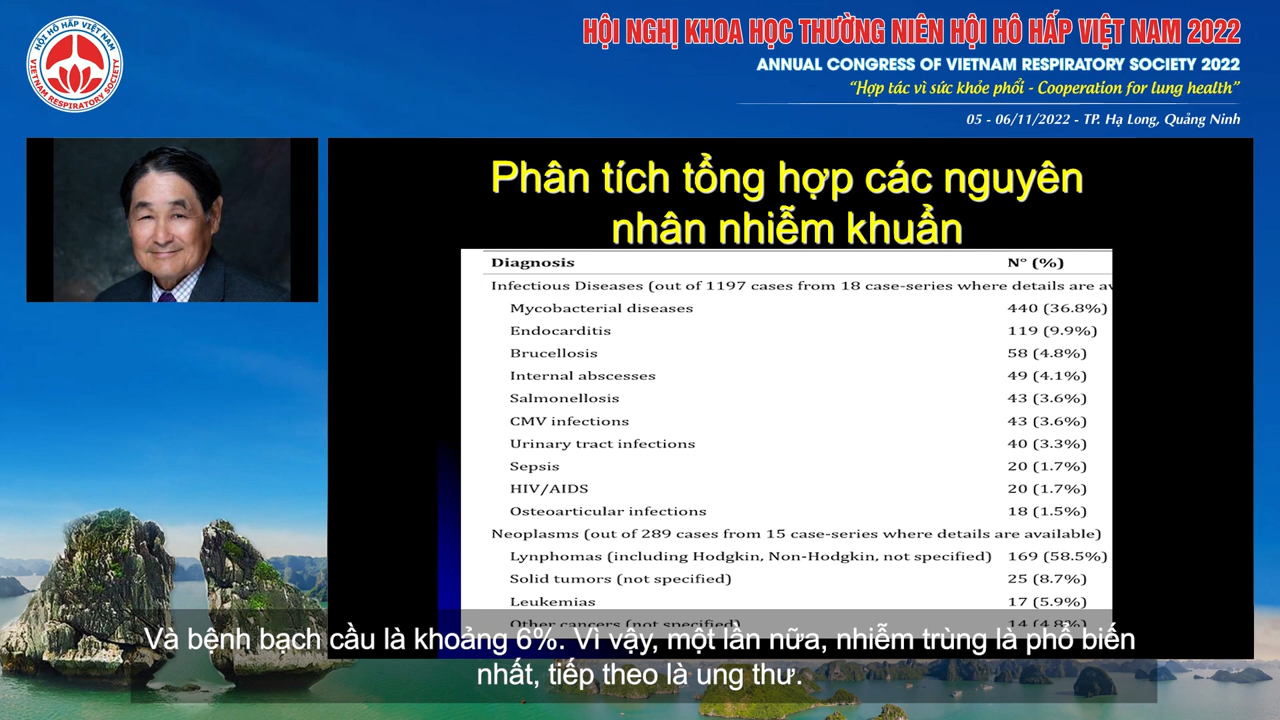 HỘI HÔ HẤP VIỆT NAM
VIETNAM RESPIRATORY SOCIETY
HỘI NGHỊ KHOA HỌC THƯỜNG NIÊN HỘI HÔ HẤP VIỆT NAM 2022
ANNUAL CONGRESS OF VIETNAM RESPIRATORY SOCIETY 2022
“Hợp tác vì sức khỏe phổi - Cooperation for lung health”
05 - 06/11/2022 - TP. Hạ Long, Quảng Ninh
Phân tích tổng hợp các nguyên
nhân nhiễm khuẩn
Diagnosis N° (%)
Infectious Diseases (out of 1197 cases from 18 case-series where details are av
Mycobacterial diseases 440 (36.8%)
Endocarditis 119 (9.9%)
Brucellosis 58 (4.8%)
Internal abscesses 49 (4.1%)
Salmonellosis 43 (3.6%)
CMV infections 43 (3.6%)
Urinary tract infections 40 (3.3%)
Sepsis 20 (1.7%)
HIV/AIDS 20 (1.7%)
Osteoarticular infections 18 (1.5%)
Neoplasms (out of 289 cases from 15 case-series where details are available)
Lynphomas (including Hodgkin, Non-Hodgkin, not specified) 169 (58.5%)
Solid tumors (not specified) 25 (8.7%)
Leukemias 17 (5.9%)
Other cancers (not specified) 14 (4.8%)
Và bệnh bạch cầu là khoảng 6%. Vì vậy, một lần nữa, nhiễm trùng là phổ biến
nhất, tiếp theo là ung thư.